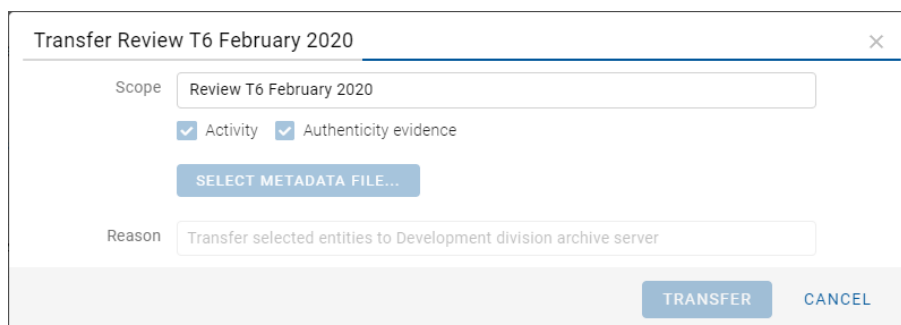 Transfer Review T6 February 2020
Scope
Review T6 February 2020
Activity Authenticity evidence
SELECT METADATA FILE...
Reason
Transfer selected entities to Development division archive server
TRANSFER CANCEL